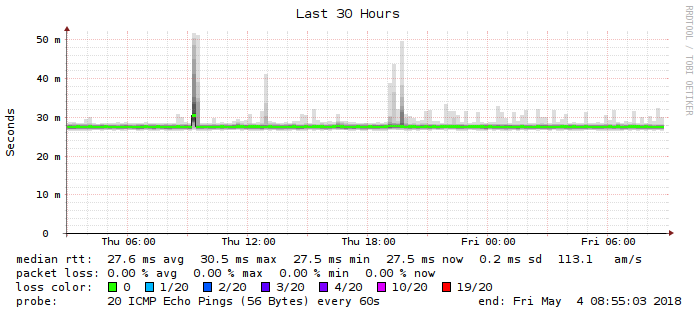 Last 30 Hours
RRDTOOL / TOBI OETIKER
50 m
40 m
30 m
20 m
10 m
0
Seconds
Thu 06:00 Thu 12:00 Thu 18:00 Fri 00:00 Fri 06:00
median rtt: 27.6 ms avg 30.5 ms max 27.5 ms min 27.5 ms now 0.2 ms sd 113.1 am/s
packet loss: 0.00 % avg 0.00 % max 0.00 % min 0.00 % now
loss color: 0 1/20 2/20 3/20 4/20 10/20 19/20
probe: 20 ICMP Echo Pings (56 Bytes) every 60s end: Fri May 4 08:55:03 2018